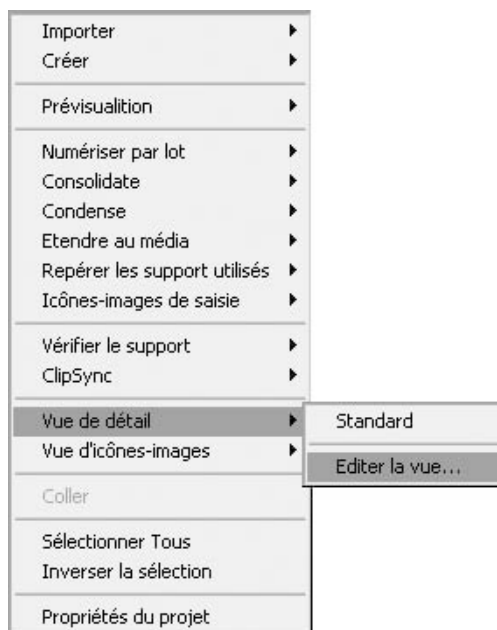 Importer
Créer
Prévisualition
Numériser par lot
Consolidate
Condense
Etendre au média
Repérer les support utilisés
Icônes-images de saisie
Vérifier le support
ClipSync
Vue de détail
Standard
Vue d'icônes-images
Editer la vue...
Coller
Sélectionner Tous
Inverser la sélection
Propriétés du projet